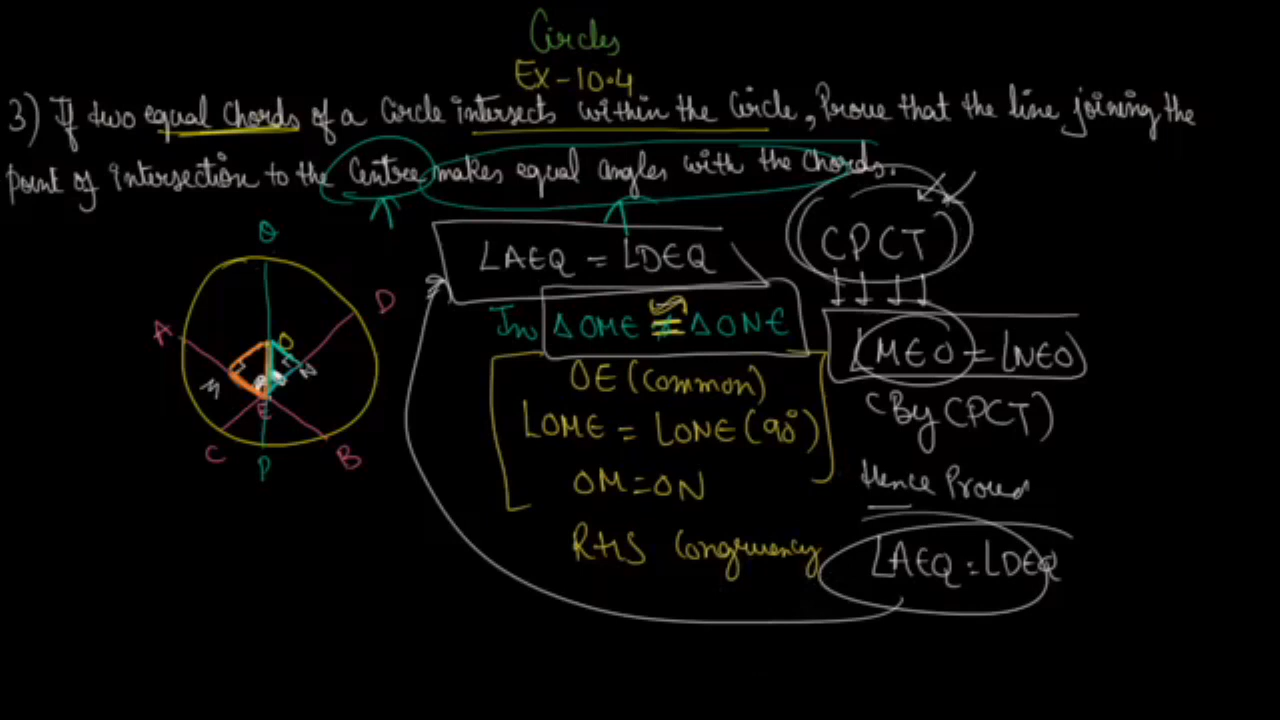 Circles
Ex-10.4
3) If two equal Chords of a Circle intersects within the Circle, Prove that the line joining the
Point of intersection to the Centre makes equal angles with the Chords.
CPCT
∠AEQ = ∠DEQ
In ΔOME ≅ ΔONE
∠MEO = ∠NEO
OE (Common)
(By CPCT)
∠OME = ∠ONE (90°)
OM = ON
Hence Proved
RHS Congruency
∠AEQ = ∠DEQ
Q
D
A
O
M
N
E
C
B
P